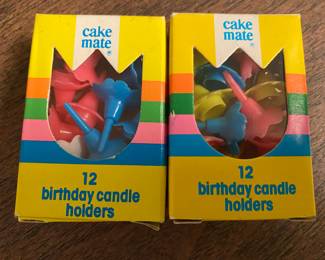 cake
mate
12
birthday candle
holders
cake
mate
12
birthday candle
holders